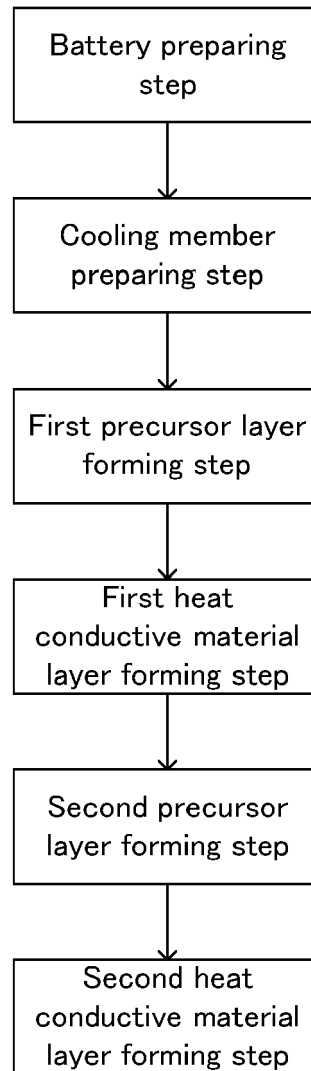 Battery preparing
step
Cooling member
preparing step
First precursor layer
forming step
First heat
conductive material
layer forming step
Second precursor
layer forming step
Second heat
conductive material
layer forming step